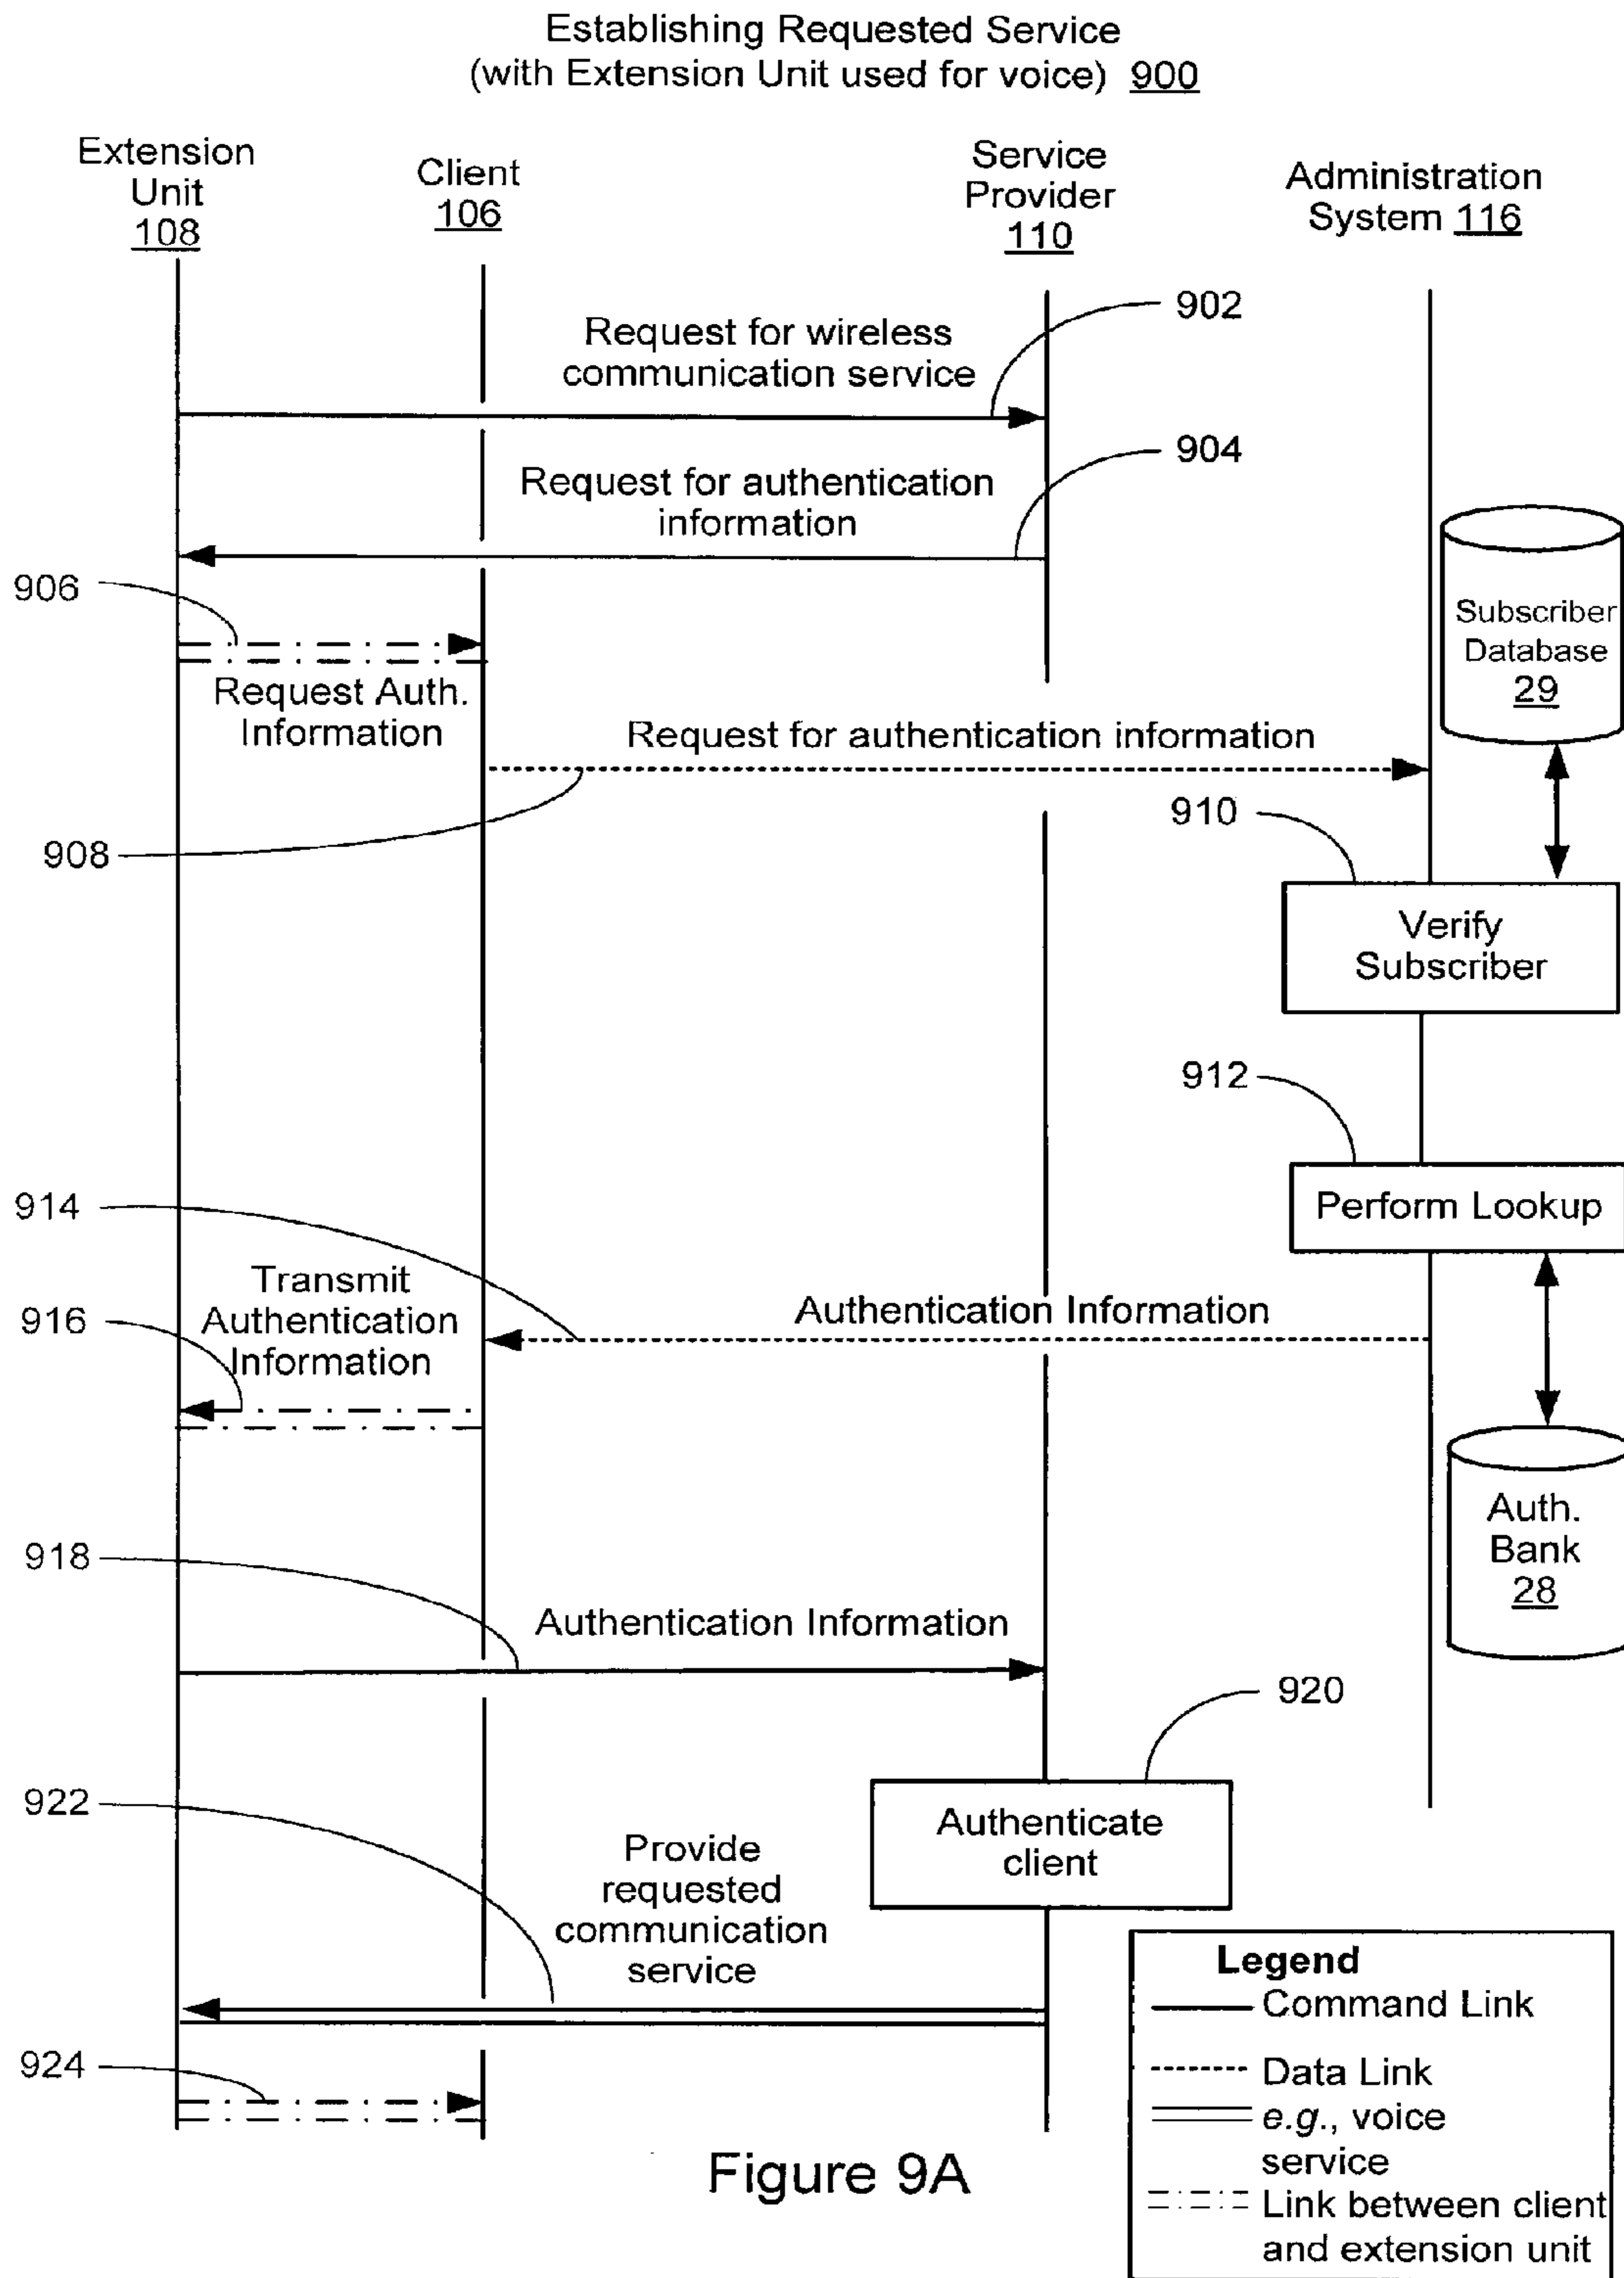 Establishing Requested Service
(with Extension Unit used for voice) 900
Extension
Unit
108
Client
106
Service
Provider
110
Administration
System 116
902
Request for wireless
communication service
904
Request for authentication
information
906
Subscriber
Database
29
Request Auth.
Information
Request for authentication information
908
910
Verify
Subscriber
912
Perform Lookup
914
Transmit
Authentication
Information
916
Authentication Information
Auth.
Bank
28
918
Authentication Information
920
Authenticate
client
922
Provide
requested
communication
service
924
Legend
Command Link
Data Link
e.g., voice
service
Link between client
and extension unit
Figure 9A